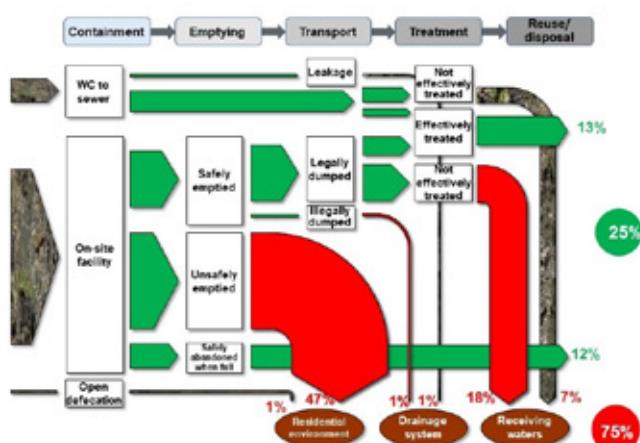 Containment
Emptying
Transport
Treatment
Reuse/
disposal
WC to
sewer
Leakage
Not
effectively
treated
Effectively
treated
13%
Safely
emptied
Legally
dumped
Not
effectively
treated
Illegally
dumped
On-site
facility
Unsafely
emptied
25%
Safely
abandoned
when full
12%
Open
defecation
1%
47%
1%
1%
18%
7%
Residential
environment
Drainage
system
Receiving
waters
75%